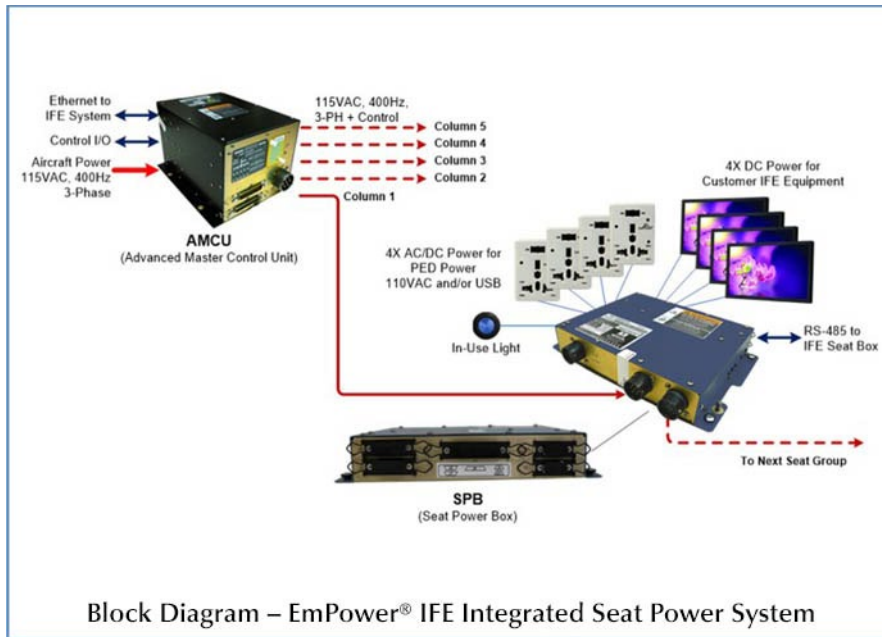 Ethernet to
IFE System
Control I/O
Aircraft Power
115VAC, 400Hz
3-Phase
115VAC, 400Hz,
3-PH + Control
Column 5
Column 4
Column 3
Column 2
Column 1
AMCU
(Advanced Master Control Unit)
4X DC Power for
Customer IFE Equipment
4X AC/DC Power for
PED Power
110VAC and/or USB
In-Use Light
RS-485 to
IFE Seat Box
To Next Seat Group
SPB
(Seat Power Box)
Block Diagram – EmPower® IFE Integrated Seat Power System